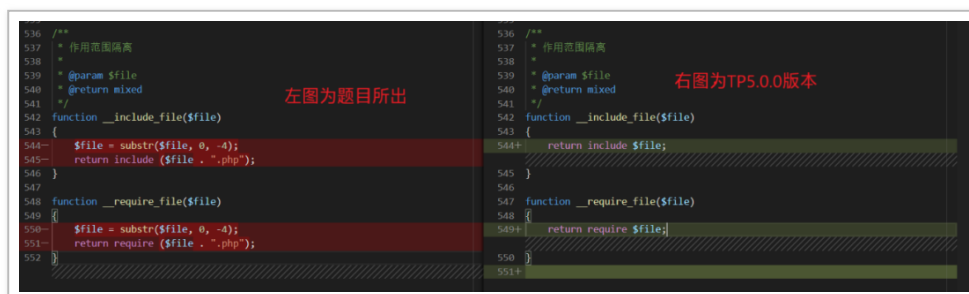 536 /**
537 * 作用范围隔离
538 *
539 * @param $file
540 * @return mixed
541 */
542 function __include_file($file)
543 {
544- $file = substr($file, 0, -4);
545- return include ($file . ".php");
546 }
547
548 function __require_file($file)
549 {
550- $file = substr($file, 0, -4);
551- return require ($file . ".php");
552 }
左图为题目所出
536 /**
537 * 作用范围隔离
538 *
539 * @param $file
540 * @return mixed
541 */
542 function __include_file($file)
543 {
544+ return include $file;
545 }
546
547 function __require_file($file)
548 {
549+ return require $file;
550 }
551+
右图为TP5.0.0版本